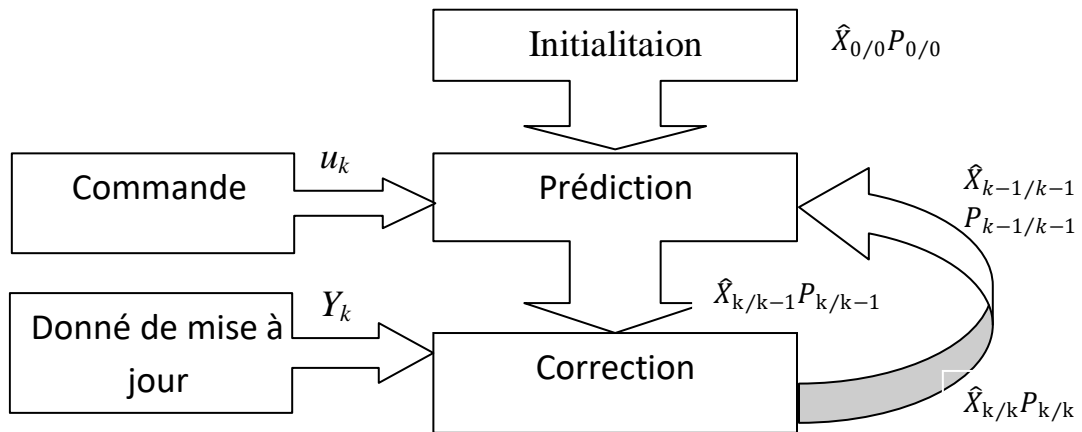 Initialitaion
X̂₀/₀P₀/₀
Commande
uₖ
Prédiction
X̂ₖ₋₁/ₖ₋₁
Pₖ₋₁/ₖ₋₁
X̂ₖ/ₖ₋₁Pₖ/ₖ₋₁
Donné de mise à
jour
Yₖ
Correction
X̂ₖ/ₖPₖ/ₖ